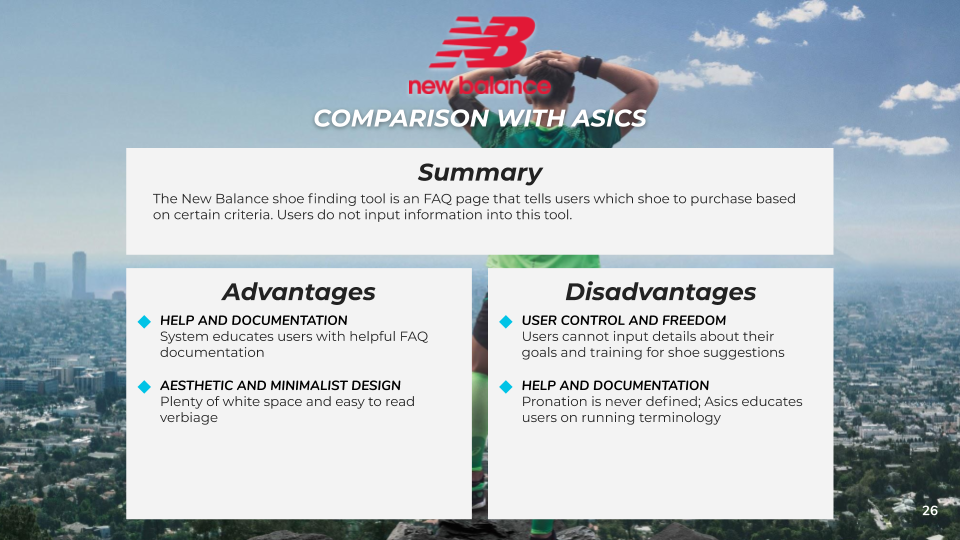 NB
new balance
COMPARISON WITH ASICS
Summary
The New Balance shoe finding tool is an FAQ page that tells users which shoe to purchase based
on certain criteria. Users do not input information into this tool.
Advantages
HELP AND DOCUMENTATION
System educates users with helpful FAQ
documentation
AESTHETIC AND MINIMALIST DESIGN
Plenty of white space and easy to read
verbiage
Disadvantages
USER CONTROL AND FREEDOM
Users cannot input details about their
goals and training for shoe suggestions
HELP AND DOCUMENTATION
Pronation is never defined; Asics educates
users on running terminology
26